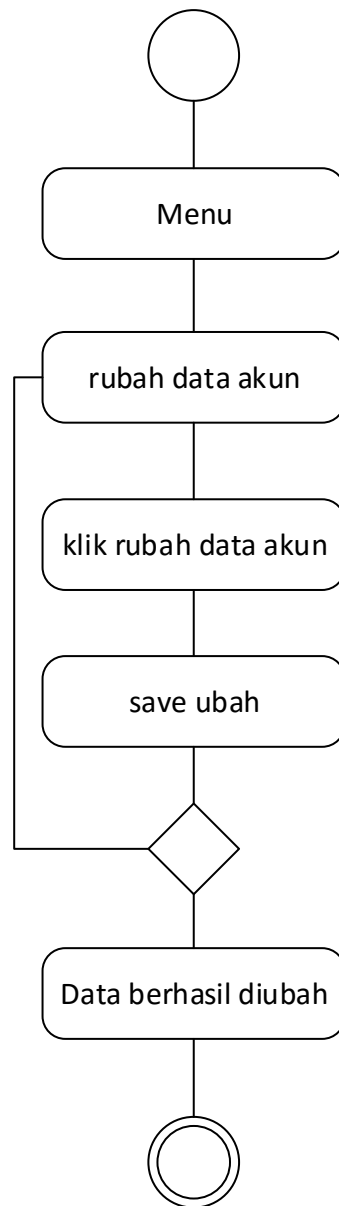 Menu
rubah data akun
klik rubah data akun
save ubah
Data berhasil diubah